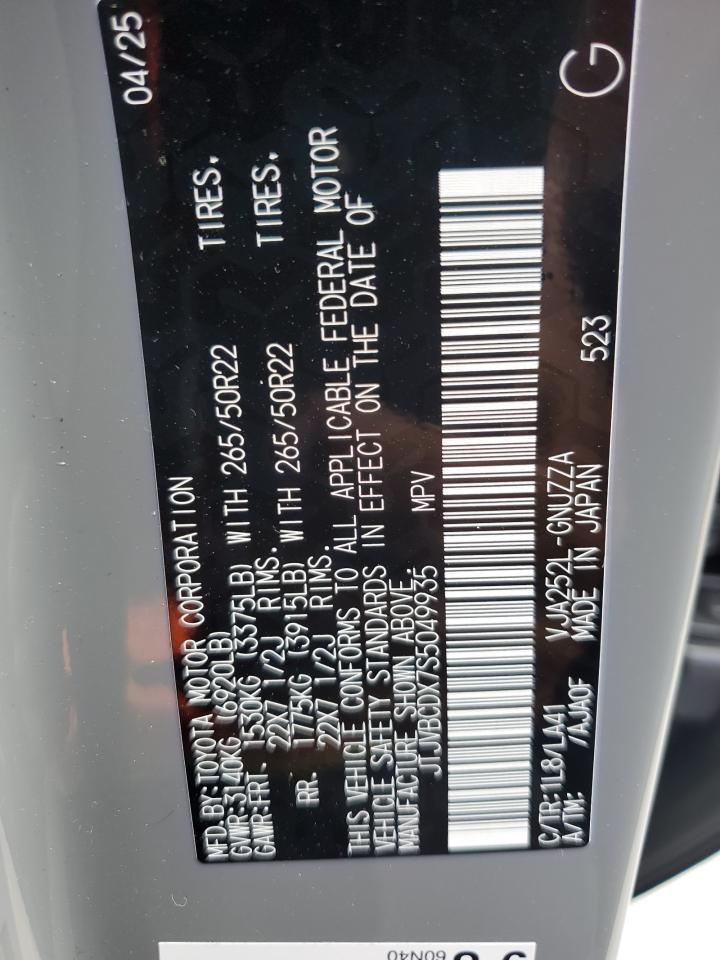 MFD.BY:TOYOTA MOTOR CORPORATION 04/25
GVWR:3140KG (6920LB)
GAWR:FRT. 1530KG (3375LB) WITH 265/50R22 TIRES.
22X7 1/2J RIMS.
RR. 1775KG (3915LB) WITH 265/50R22 TIRES.
22X7 1/2J RIMS.
THIS VEHICLE CONFORMS TO ALL APPLICABLE FEDERAL MOTOR
VEHICLE SAFETY STANDARDS IN EFFECT ON THE DATE OF
MANUFACTURE SHOWN ABOVE.
JTJVBCDX7S5049935 MPV
C/TR:1L8/LA41 VJA252L-GNUZZA
A/TM: /AJA0F MADE IN JAPAN 523 G
60N40